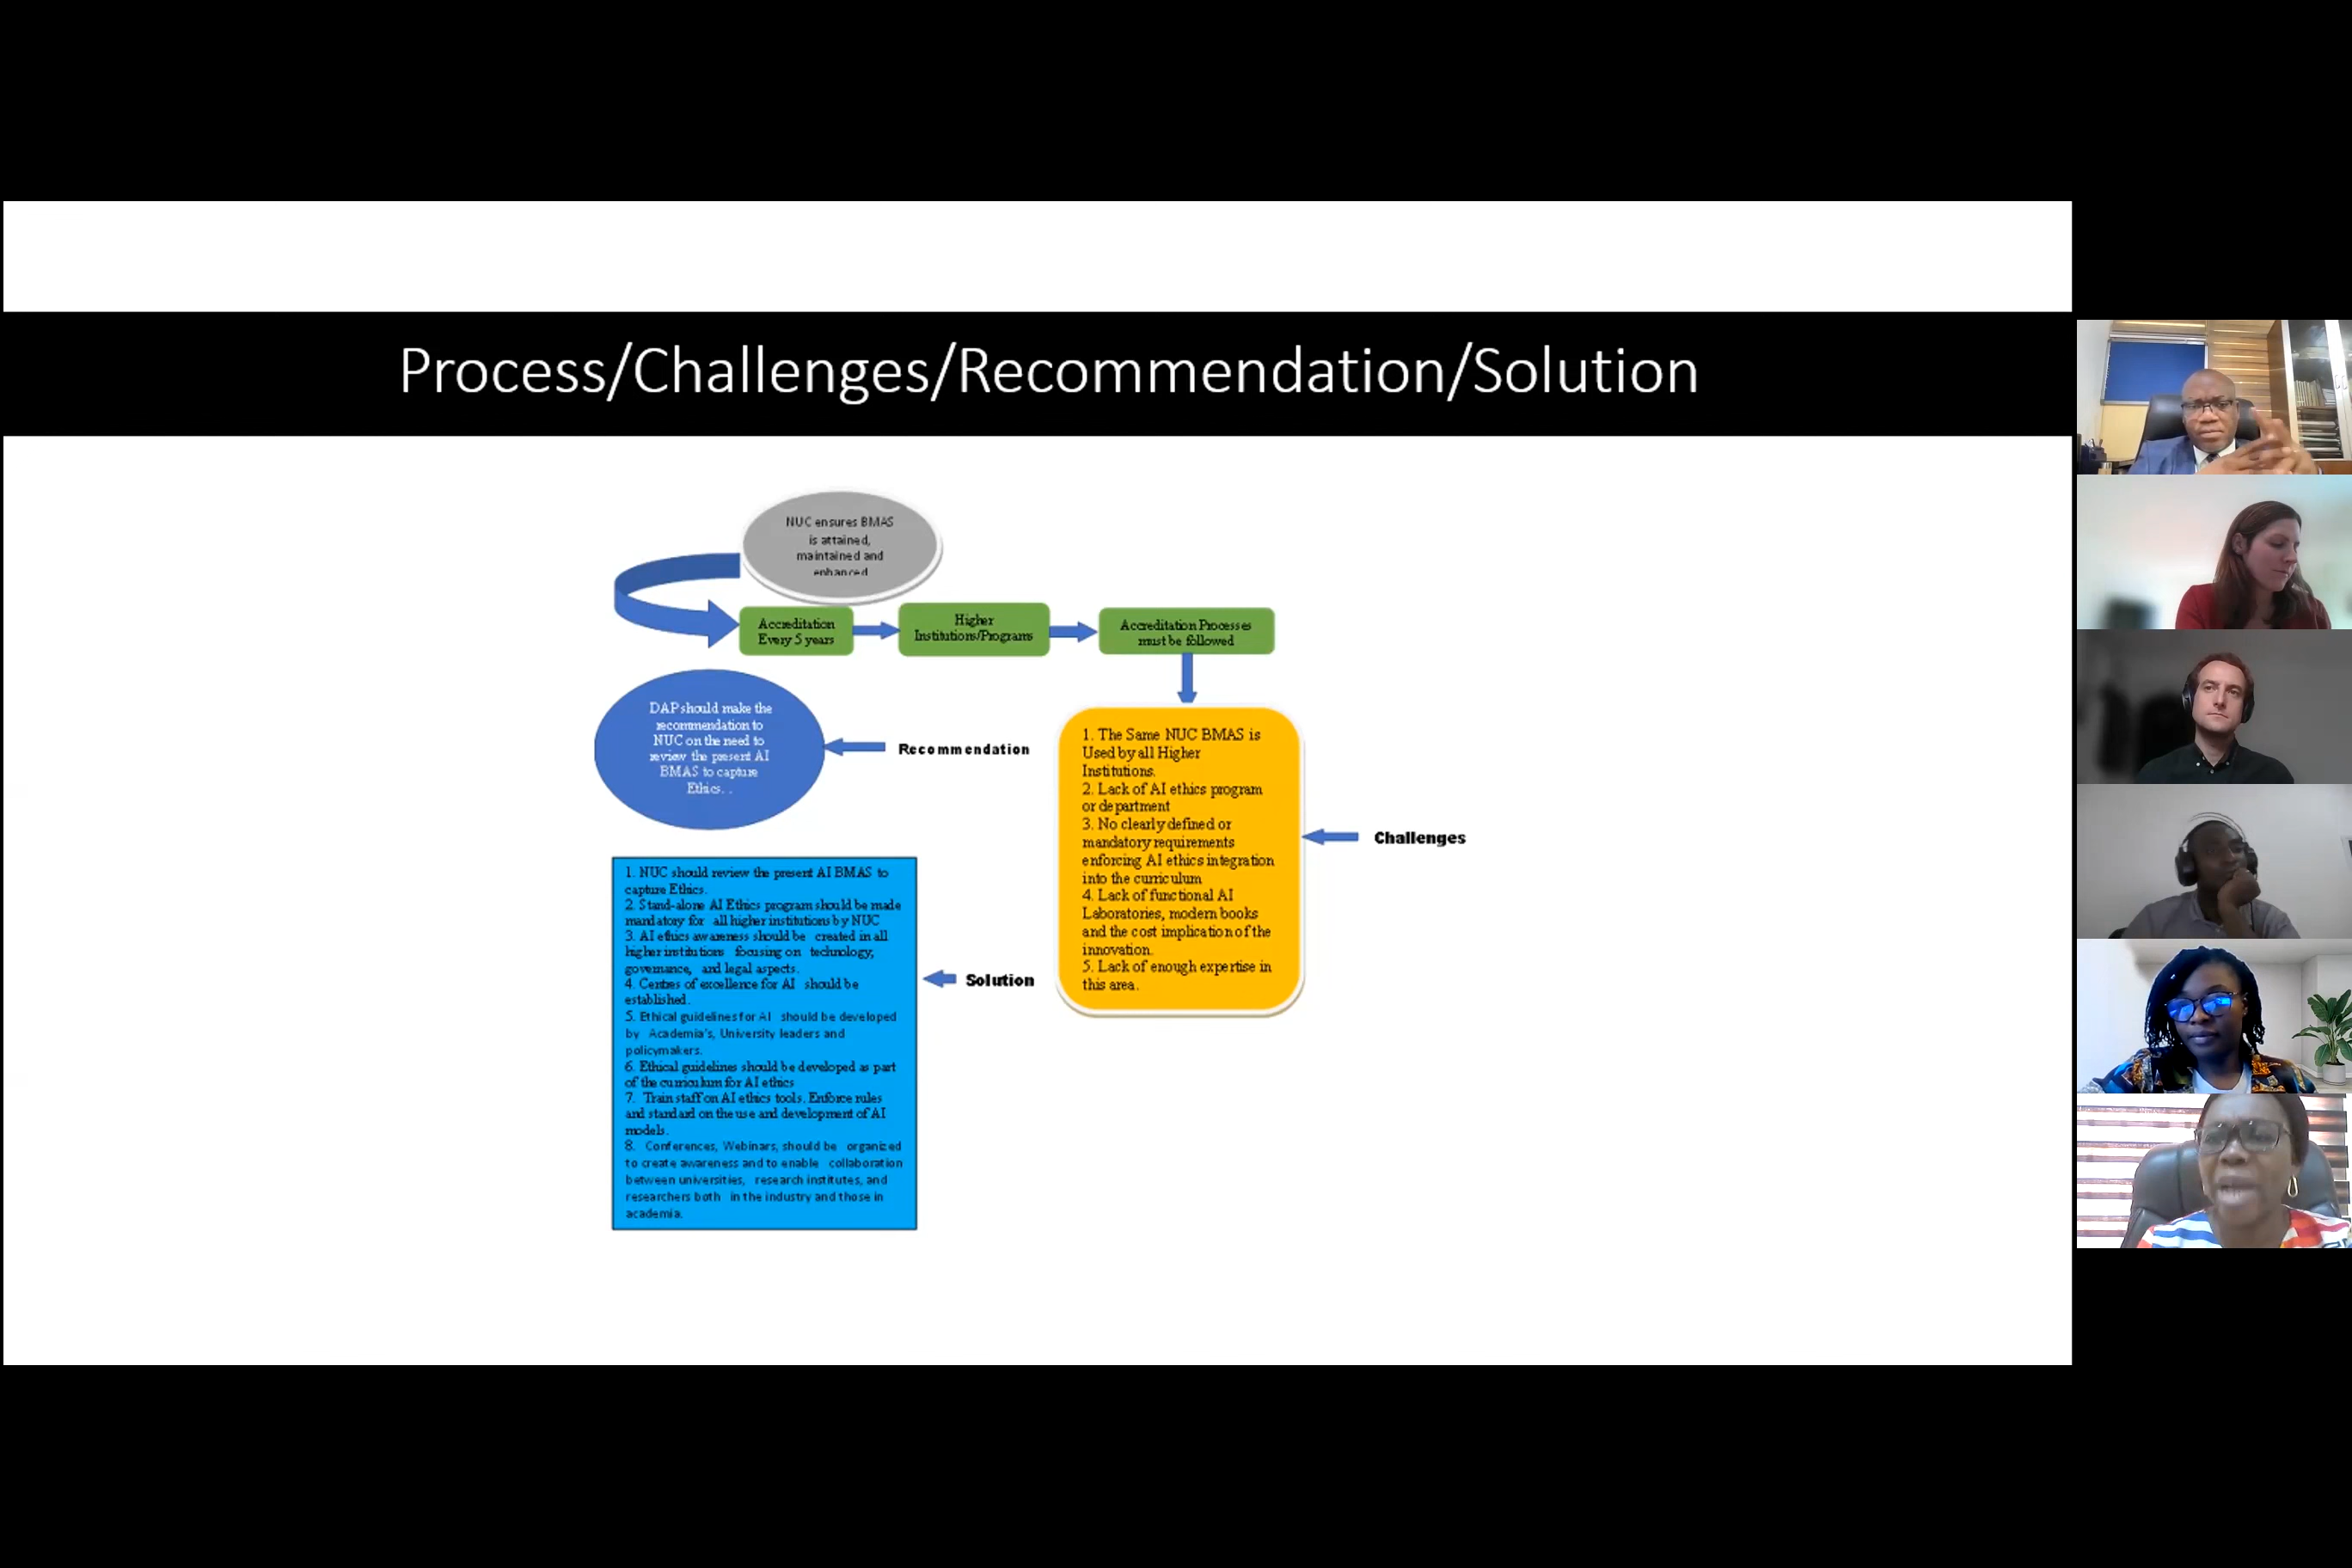 Process/Challenges/Recommendation/Solution
NUC ensures BMAS
is attained,
maintained and
enhanced
Accreditation
Every 5 years
Higher
Institutions/Programs
Accreditation Processes
must be followed
DAP should make the
recommendation to
NUC on the need to
review the present AI
BMAS to capture
Ethics. .
Recommendation
1. The Same NUC BMAS is
Used by all Higher
Institutions.
2. Lack of AI ethics program
or department
3. No clearly defined or
mandatory requirements
enforcing AI ethics integration
into the curriculum
4. Lack of functional AI
Laboratories, modern books
and the cost implication of the
innovation.
5. Lack of enough expertise in
this area.
Challenges
1. NUC should review the present AI BMAS to
capture Ethics.
2. Stand-alone AI Ethics program should be made
mandatory for all higher institutions by NUC
3. AI ethics awareness should be created in all
higher institutions focusing on technology,
governance, and legal aspects.
4. Centres of excellence for AI should be
established.
5. Ethical guidelines for AI should be developed
by Academia's, University leaders and
policymakers.
6. Ethical guidelines should be developed as part
of the curriculum for AI ethics
7. Train staff on AI ethics tools. Enforce rules
and standard on the use and development of AI
models.
8. Conferences, Webinars, should be organized
to create awareness and to enable collaboration
between universities, research institutes, and
researchers both in the industry and those in
academia.
Solution